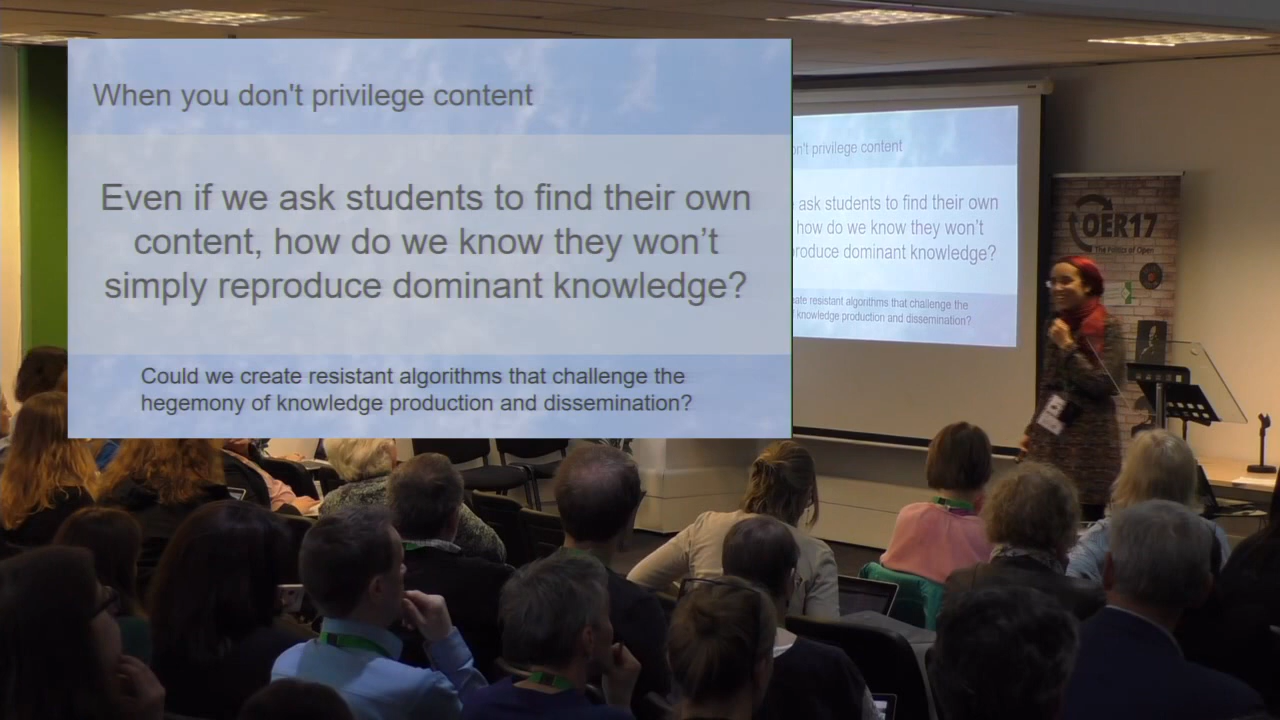 When you don't privilege content
Even if we ask students to find their own
content, how do we know they won’t
simply reproduce dominant knowledge?
Could we create resistant algorithms that challenge the
hegemony of knowledge production and dissemination?
on't privilege content
ask students to find their own
how do we know they won't
roduce dominant knowledge?
ate resistant algorithms that challenge the
knowledge production and dissemination?
OER17
The Politics of Open